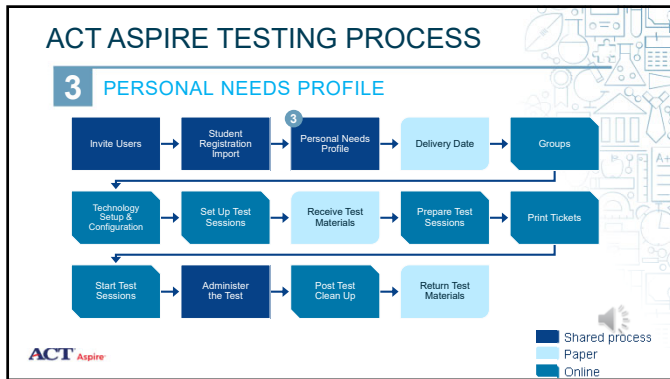 ACT ASPIRE TESTING PROCESS
3 PERSONAL NEEDS PROFILE
Invite Users
Student
Registration
Import
3
Personal Needs
Profile
Delivery Date
Groups
Technology
Setup &
Configuration
Set Up Test
Sessions
Receive Test
Materials
Prepare Test
Sessions
Print Tickets
Start Test
Sessions
Administer
the Test
Post Test
Clean Up
Return Test
Materials
Shared process
Paper
Online
ACT Aspire
A+